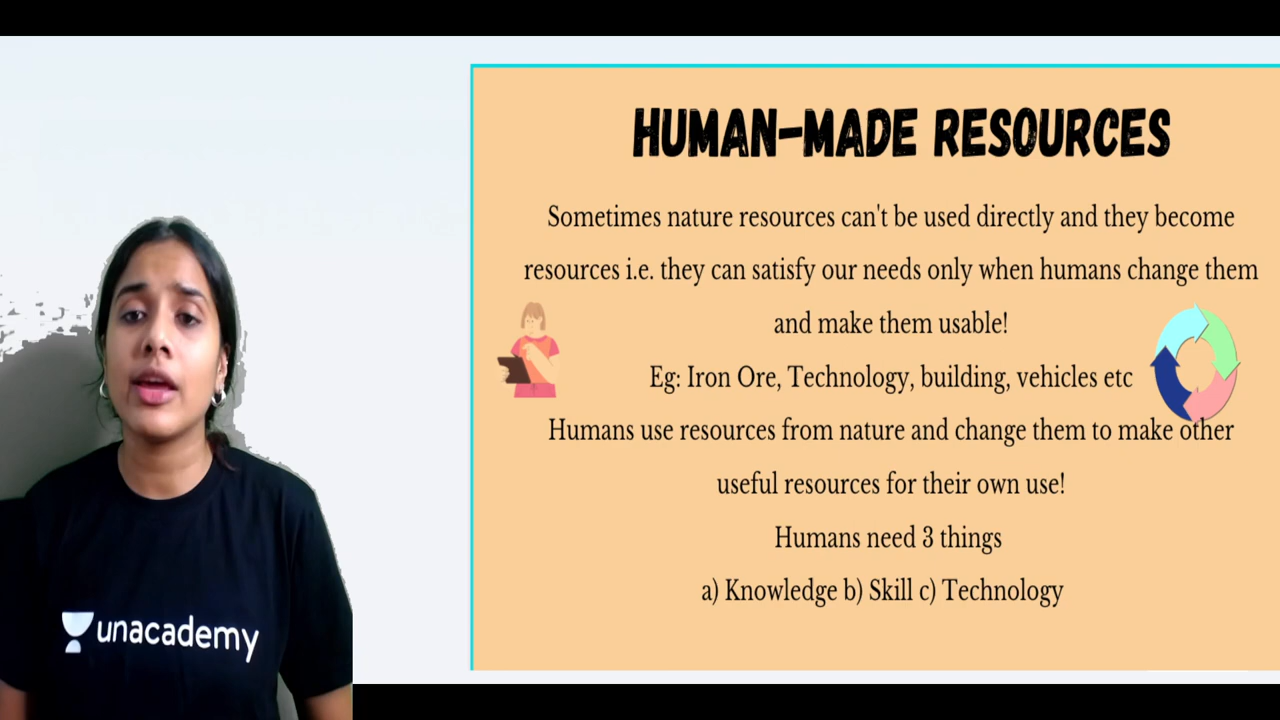 HUMAN-MADE RESOURCES
Sometimes nature resources can't be used directly and they become
resources i.e. they can satisfy our needs only when humans change them
and make them usable!
Eg: Iron Ore, Technology, building, vehicles etc
Humans use resources from nature and change them to make other
useful resources for their own use!
Humans need 3 things
a) Knowledge b) Skill c) Technology
unacademy